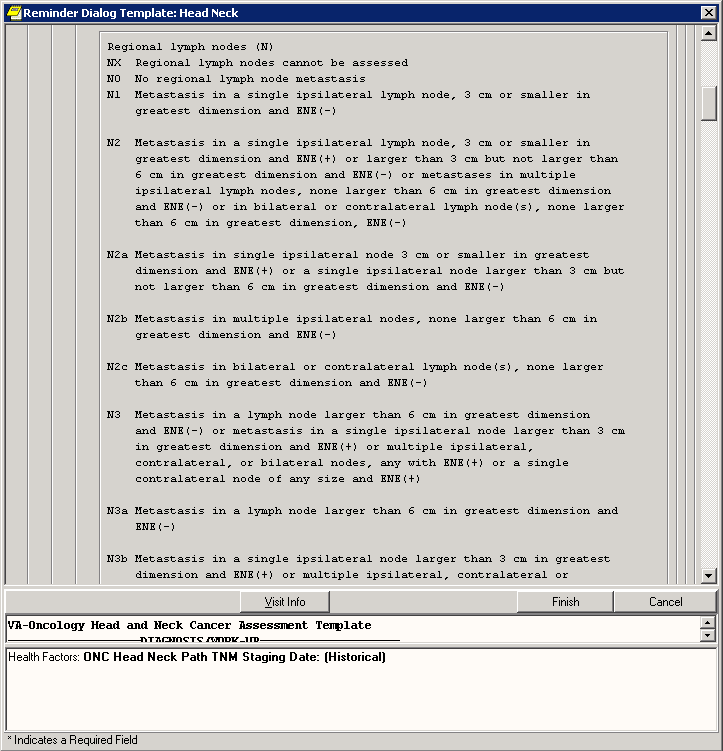 Reminder Dialog Template: Head Neck
Regional lymph nodes (N)
NX Regional lymph nodes cannot be assessed
N0 No regional lymph node metastasis
N1 Metastasis in a single ipsilateral lymph node, 3 cm or smaller in
greatest dimension and ENE(-)
N2 Metastasis in a single ipsilateral lymph node, 3 cm or smaller in
greatest dimension and ENE(+) or larger than 3 cm but not larger than
6 cm in greatest dimension and ENE(-) or metastases in multiple
ipsilateral lymph nodes, none larger than 6 cm in greatest dimension
and ENE(-) or in bilateral or contralateral lymph node(s), none larger
than 6 cm in greatest dimension, ENE(-)
N2a Metastasis in single ipsilateral node 3 cm or smaller in greatest
dimension and ENE(+) or a single ipsilateral node larger than 3 cm but
not larger than 6 cm in greatest dimension and ENE(-)
N2b Metastasis in multiple ipsilateral nodes, none larger than 6 cm in
greatest dimension and ENE(-)
N2c Metastasis in bilateral or contralateral lymph node(s), none larger
than 6 cm in greatest dimension and ENE(-)
N3 Metastasis in a lymph node larger than 6 cm in greatest dimension
and ENE(-) or metastasis in a single ipsilateral node larger than 3 cm
in greatest dimension and ENE(+) or multiple ipsilateral,
contralateral, or bilateral nodes, any with ENE(+) or a single
contralateral node of any size and ENE(+)
N3a Metastasis in a lymph node larger than 6 cm in greatest dimension and
ENE(-)
N3b Metastasis in a single ipsilateral node larger than 3 cm in greatest
dimension and ENE(+) or multiple ipsilateral, contralateral or
Visit Info Finish Cancel
VA-Oncology Head and Neck Cancer Assessment Template
DIAGNOSIS/WORK-UP
Health Factors: ONC Head Neck Path TNM Staging Date: (Historical)
* Indicates a Required Field